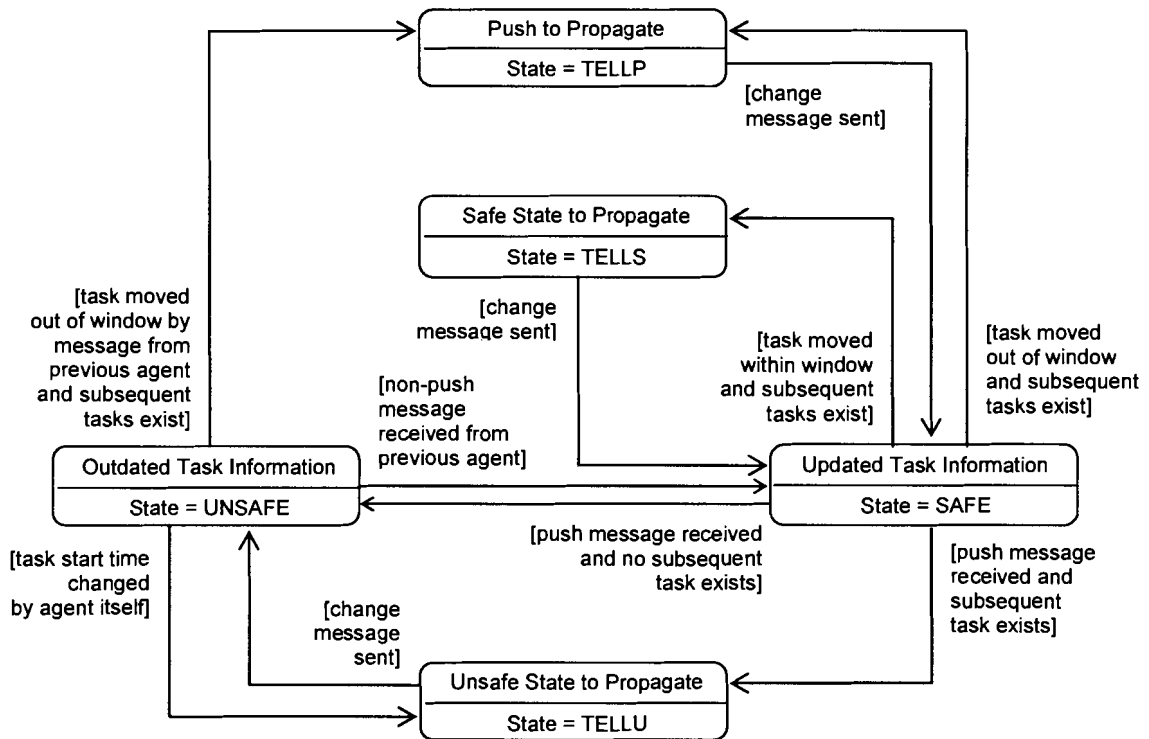 Push to Propagate
State = TELLP
[change
message sent]
Safe State to Propagate
State = TELLS
[change
message sent]
[task moved
out of window by
message from
previous agent
and subsequent
tasks exist]
[non-push
message
received from
previous agent]
[task moved
within window
and subsequent
tasks exist]
[task moved
out of window
and subsequent
tasks exist]
Outdated Task Information
State = UNSAFE
Updated Task Information
State = SAFE
[task start time
changed
by agent itself]
[push message received
and no subsequent
task exists]
[push message
received and
subsequent
task exists]
[change
message
sent]
Unsafe State to Propagate
State = TELLU